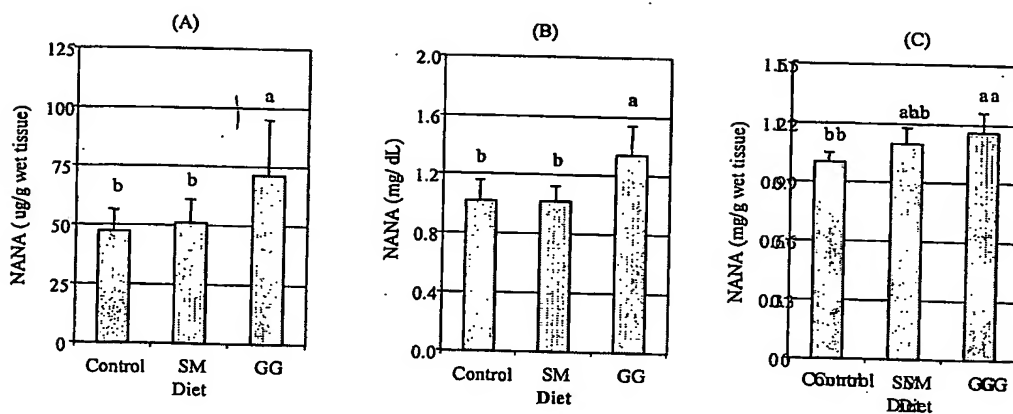 (A)
NANA ( ug/g wet tissue)
125
100
75
50
25
0
b
b
a
Control SM GG
Diet
(B)
NANA (mg/ dL)
2.0
1.6
1.2
0.8
0.4
0.0
b
b
a
Control SM GG
Diet
(C)
NANA (mg/g wet tissue)